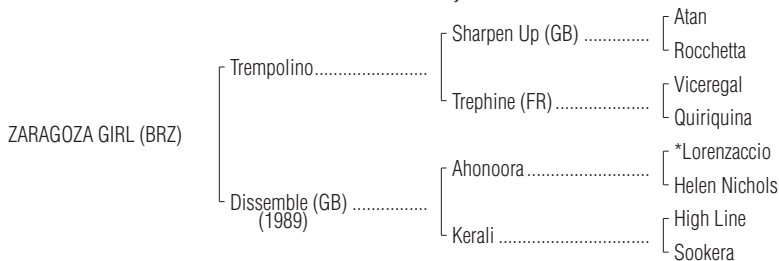 Atan
Sharpen Up (GB) ..............
Rocchetta
Trempolino........................
Viceregal
Trephine (FR) ....................
Quiriquina
ZARAGOZA GIRL (BRZ)
*Lorenzaccio
Ahonoora ..........................
Helen Nichols
Dissemble (GB) ................
(1989)
High Line
Kerali ................................
Sookera